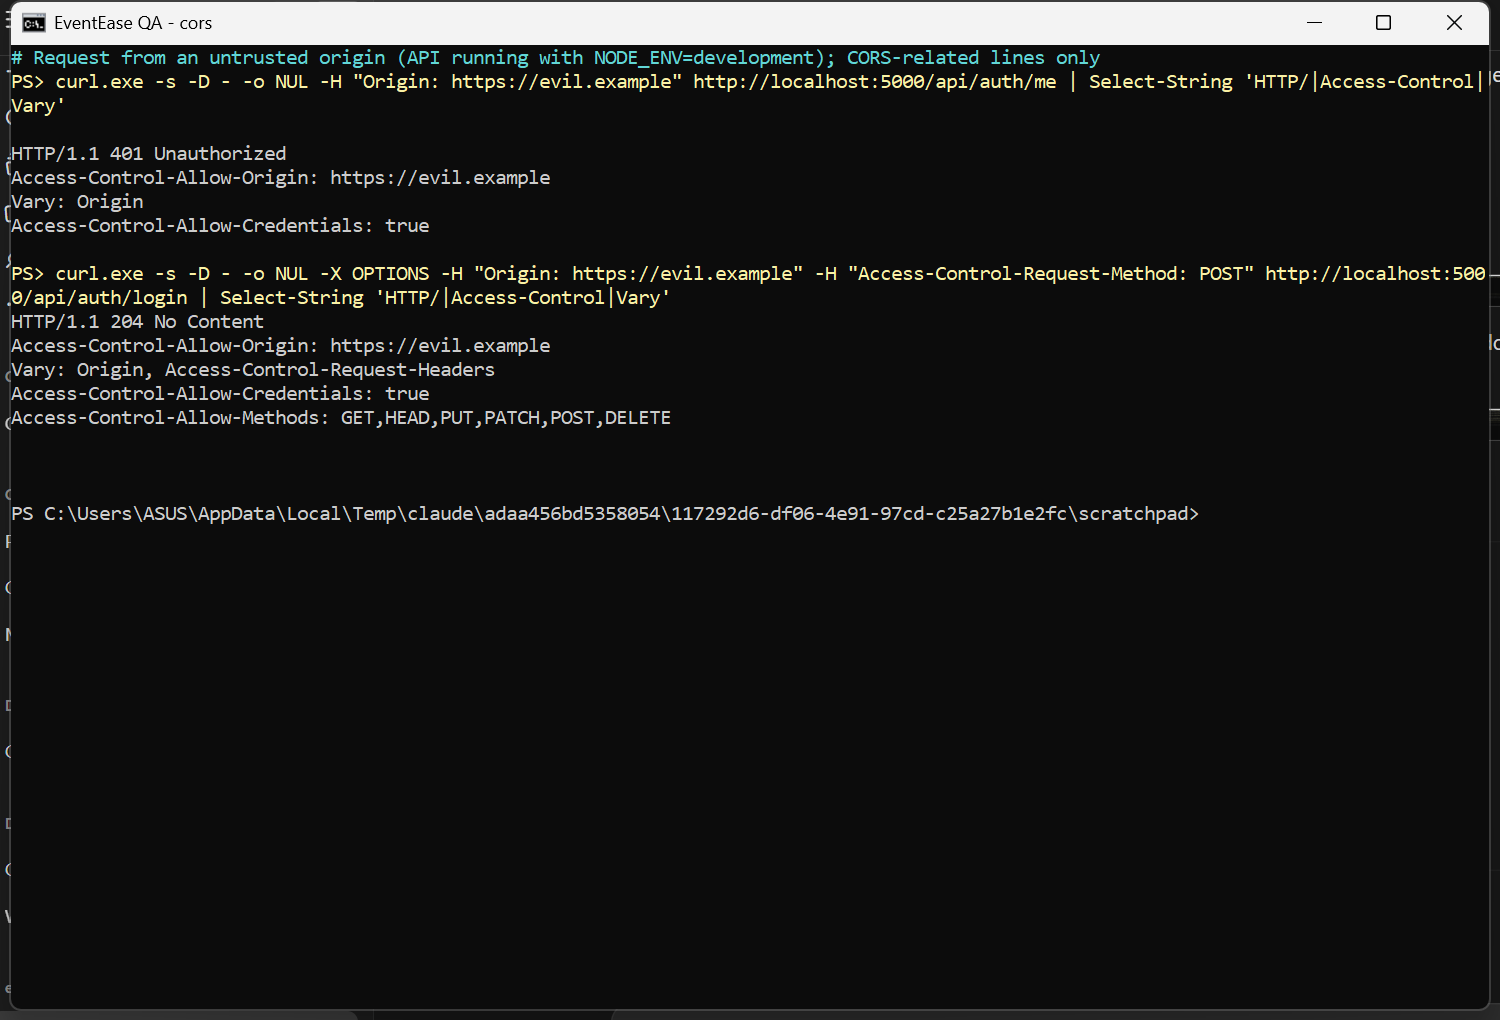 EventEase QA - cors
# Request from an untrusted origin (API running with NODE_ENV=development); CORS-related lines only
PS> curl.exe -s -D - -o NUL -H "Origin: https://evil.example" http://localhost:5000/api/auth/me | Select-String 'HTTP/|Access-Control|
Vary'
HTTP/1.1 401 Unauthorized
Access-Control-Allow-Origin: https://evil.example
Vary: Origin
Access-Control-Allow-Credentials: true
PS> curl.exe -s -D - -o NUL -X OPTIONS -H "Origin: https://evil.example" -H "Access-Control-Request-Method: POST" http://localhost:500
0/api/auth/login | Select-String 'HTTP/|Access-Control|Vary'
HTTP/1.1 204 No Content
Access-Control-Allow-Origin: https://evil.example
Vary: Origin, Access-Control-Request-Headers
Access-Control-Allow-Credentials: true
Access-Control-Allow-Methods: GET,HEAD,PUT,PATCH,POST,DELETE
PS C:\Users\ASUS\AppData\Local\Temp\claude\adaa456bd5358054\117292d6-df06-4e91-97cd-c25a27b1e2fc\scratchpad>